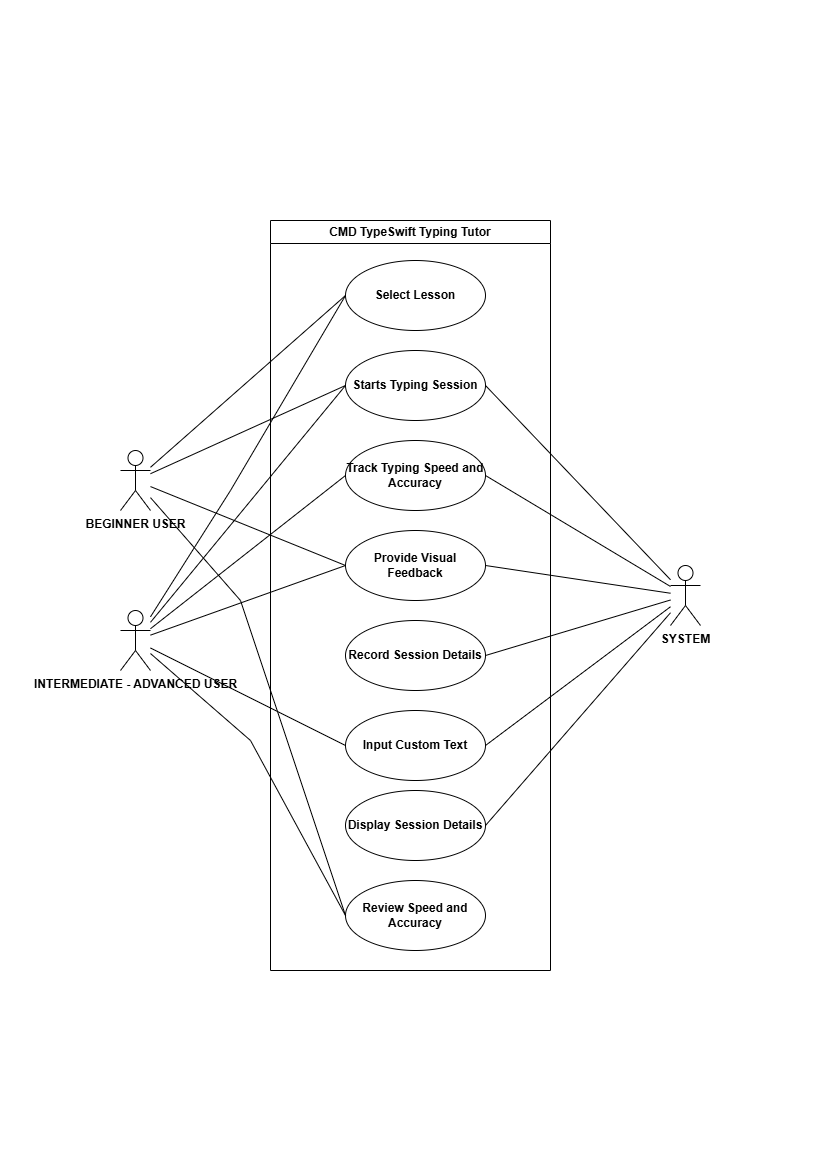 CMD TypeSwift Typing Tutor
Select Lesson
Starts Typing Session
Track Typing Speed and
Accuracy
BEGINNER USER
Provide Visual
Feedback
SYSTEM
Record Session Details
INTERMEDIATE - ADVANCED USER
Input Custom Text
Display Session Details
Review Speed and
Accuracy